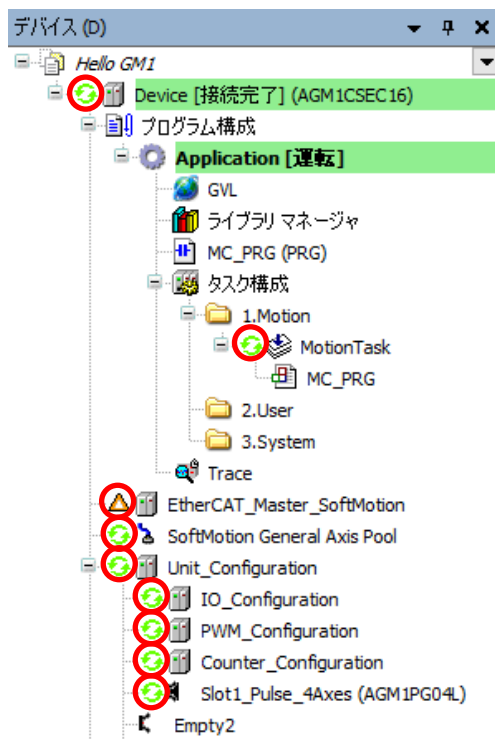 デバイス (D)
Hello GM1
Device [接続完了] (AGM1CSEC16)
プログラム構成
Application [運転]
GVL
ライブラリ マネージャ
MC_PRG (PRG)
タスク構成
1.Motion
MotionTask
MC_PRG
2.User
3.System
Trace
EtherCAT_Master_SoftMotion
SoftMotion General Axis Pool
Unit_Configuration
IO_Configuration
PWM_Configuration
Counter_Configuration
Slot1_Pulse_4Axes (AGM1PG04L)
Empty2